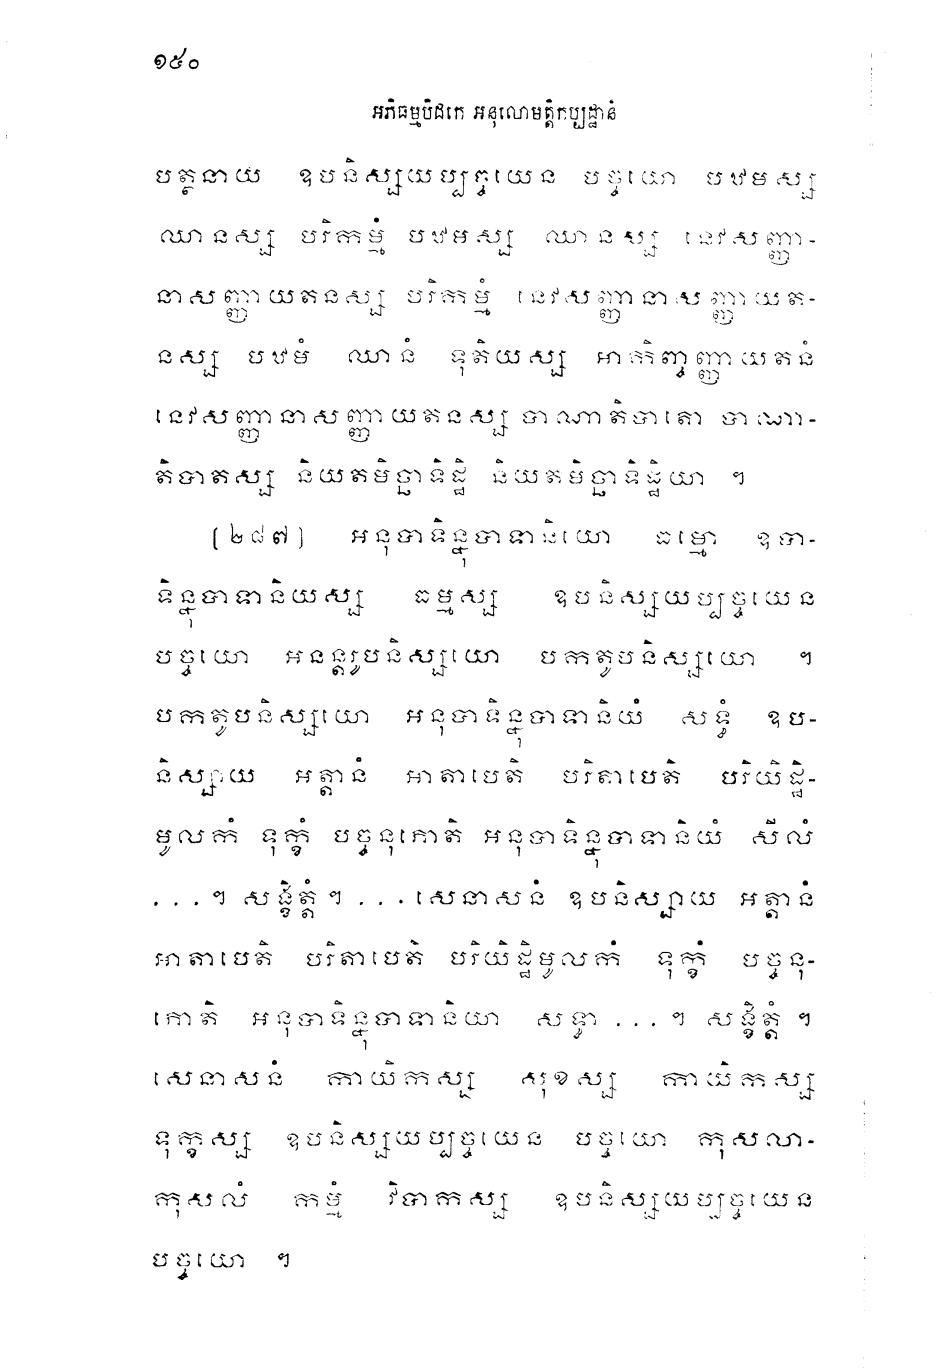 ១៥០
អភិធម្មបិដកេ អនុលោមត្តិកប្បដ្ឋានំ
បត្ថនាយ ឧបនិស្សយប្បច្ចយេន បច្ចយោ បឋមស្ស
ឈានស្ស បរិកម្មំ បឋមស្ស ឈានស្ស នេវសញ្ញា-
នាសញ្ញាយតនស្ស បរិកម្មំ នេវសញ្ញានាសញ្ញាយត-
នស្ស បឋមំ ឈានំ ទុតិយស្ស អាកិញ្ចញ្ញាយតនំ
នេវសញ្ញានាសញ្ញាយតនស្ស បាណាតិបាតោ បាណា-
តិបាតស្ស និយតមិច្ឆាទិដ្ឋិ និយតមិច្ឆាទិដ្ឋិយា ។
[២៨៧] អនុបាទិន្នុបាទានិយោ ធម្មោ ឧបា-
ទិន្នុបាទានិយស្ស ធម្មស្ស ឧបនិស្សយប្បច្ចយេន
បច្ចយោ អនន្តរូបនិស្សយោ បកតូបនិស្សយោ ។
បកតូបនិស្សយោ អនុបាទិន្នុបាទានិយំ សទ្ធំ ឧប-
និស្សាយ អត្តានំ អាតាបេតិ បរិតាបេតិ បរិយិដ្ឋិ-
មូលកំ ទុក្ខំ បច្ចនុភោតិ អនុបាទិន្នុបាទានិយំ សីលំ
...។ សង្ខិត្តំ ។ ...សេនាសនំ ឧបនិស្សាយ អត្តានំ
អាតាបេតិ បរិតាបេតិ បរិយិដ្ឋិមូលកំ ទុក្ខំ បច្ចនុ-
ភោតិ អនុបាទិន្នុបាទានិយា សទ្ធា ...។ សង្ខិត្តំ ។
សេនាសនំ កាយិកស្ស សុខស្ស កាយិកស្ស
ទុក្ខស្ស ឧបនិស្សយប្បច្ចយេន បច្ចយោ កុសលា-
កុសលំ កម្មំ វិបាកស្ស ឧបនិស្សយប្បច្ចយេន
បច្ចយោ ។